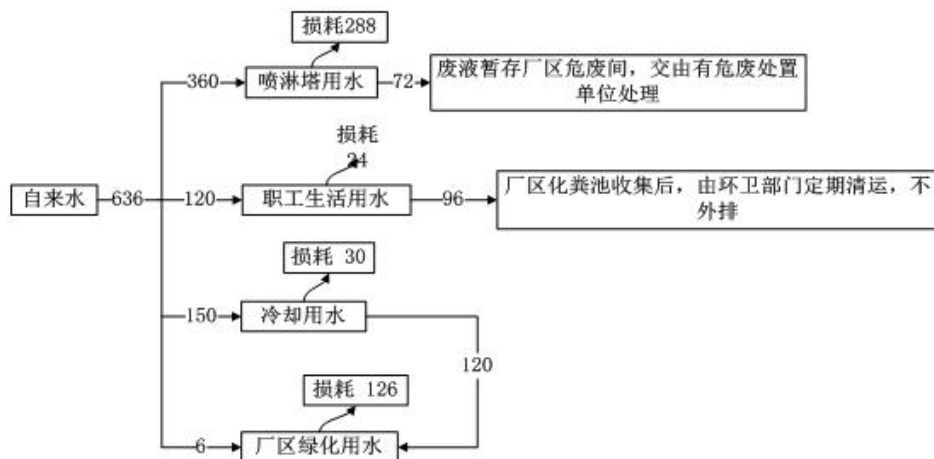 损耗288
360
喷淋塔用水
72
废液暂存厂区危废间，交由有危废处置
单位处理
损耗
24
自来水
636
120
职工生活用水
96
厂区化粪池收集后，由环卫部门定期清运，不
外排
损耗 30
150
冷却用水
120
损耗 126
6
厂区绿化用水